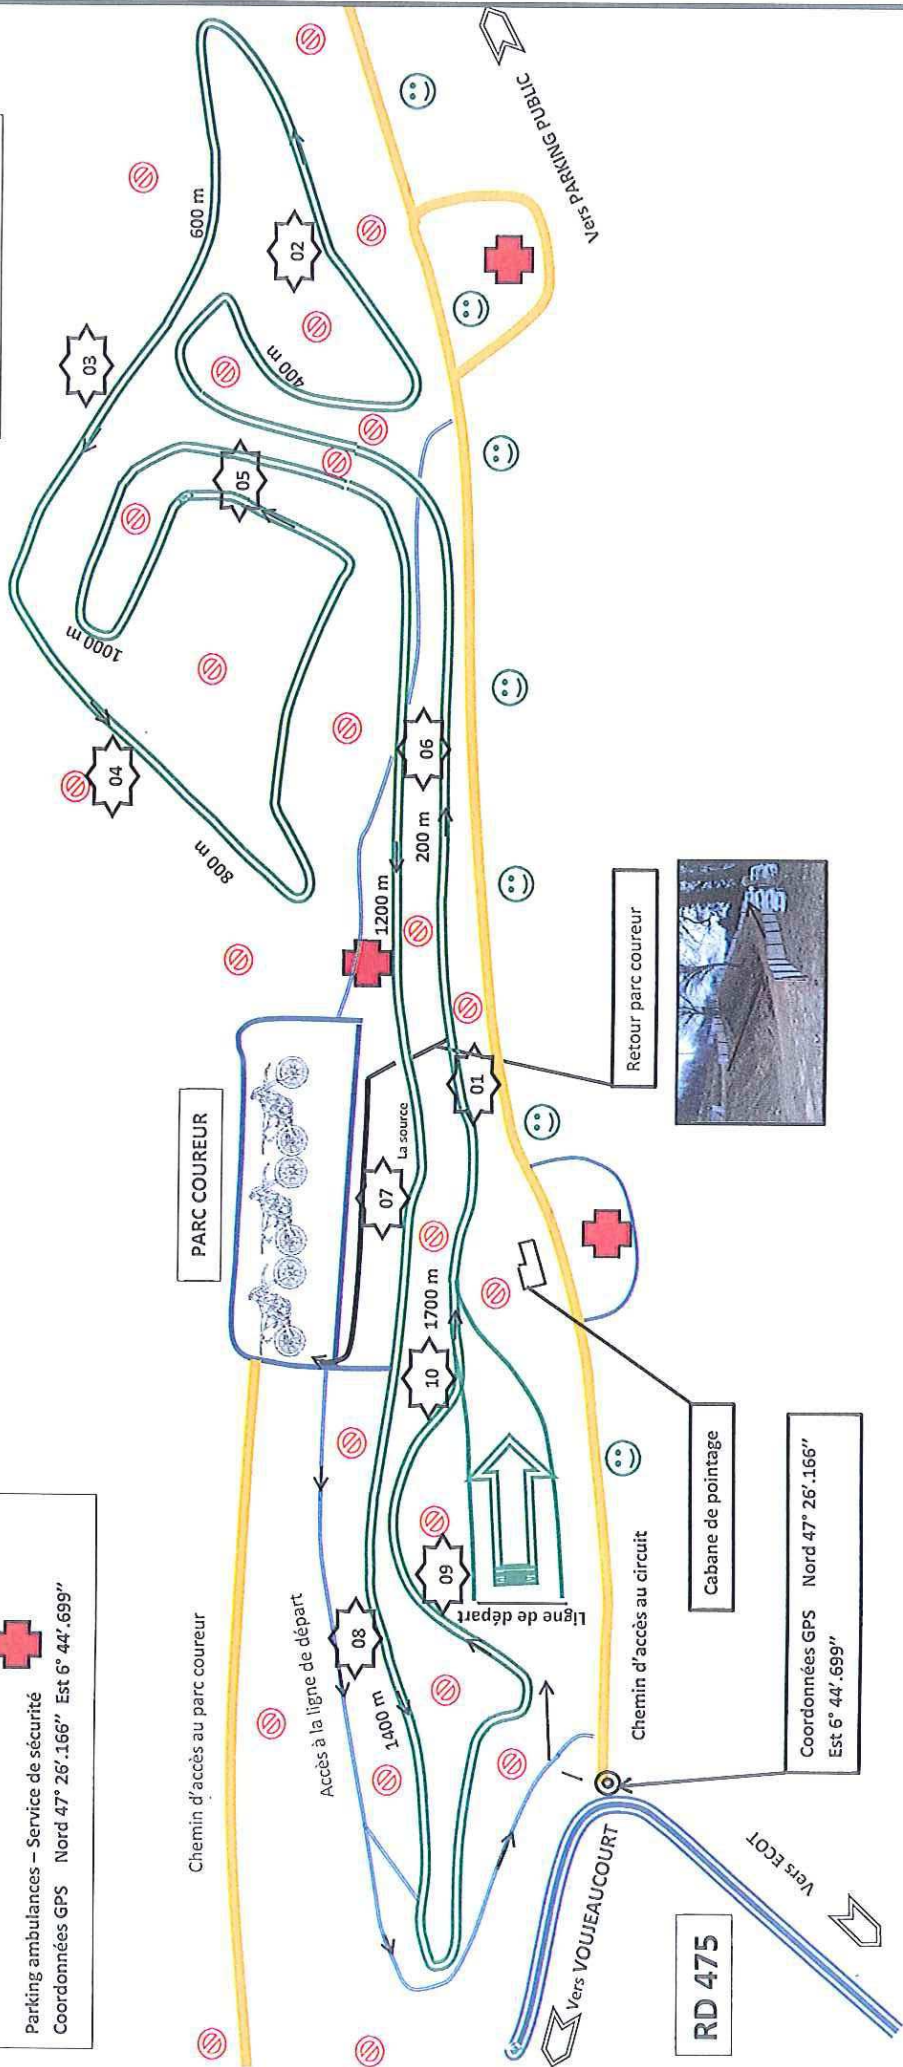 Parking ambulances – Service de sécurité
Coordonnées GPS Nord 47° 26’.166’’ Est 6° 44’.699’’
Chemin d’accès au parc coureur
Accès à la ligne de départ
PARC COUREUR
La source
600 m
03
02
400 m
05
1000 m
04
800 m
06
200 m
1200 m
01
07
1700 m
10
09
08
1400 m
Ligne de départ
Vers PARKING PUBLIC
Retour parc coureur
Cabane de pointage
Chemin d’accès au circuit
Coordonnées GPS Nord 47° 26’.166’’
Est 6° 44’.699’’
Vers VOUJEAUCOURT
Vers ECOT
RD 475